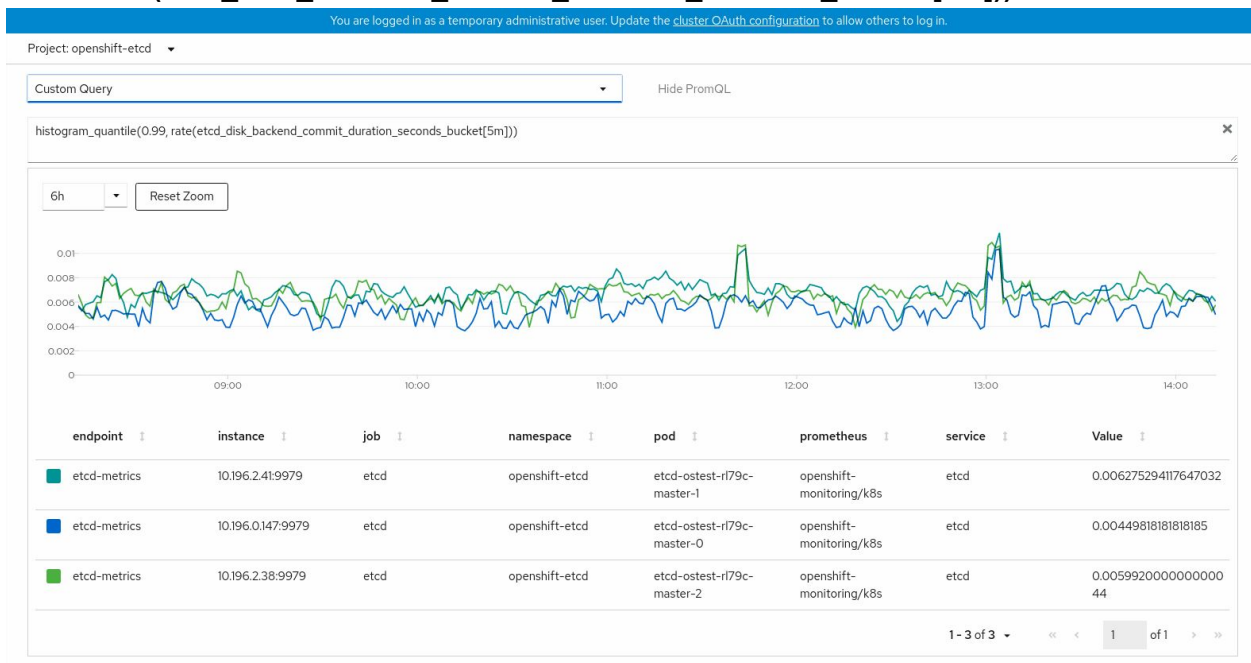 You are logged in as a temporary administrative user. Update the cluster OAuth configuration to allow others to log in.
Project: openshift-etcd
Custom Query
Hide PromQL
histogram_quantile(0.99, rate(etcd_disk_backend_commit_duration_seconds_bucket[5m]))
6h
Reset Zoom
0.01
0.008
0.006
0.004
0.002
0
09:00 10:00 11:00 12:00 13:00 14:00
endpoint instance job namespace pod prometheus service Value
etcd-metrics 10.196.2.41:9979 etcd openshift-etcd etcd-ostest-rl79c- openshift- etcd 0.006275294117647032
master-1 monitoring/k8s
etcd-metrics 10.196.0.147:9979 etcd openshift-etcd etcd-ostest-rl79c- openshift- etcd 0.00449818181818185
master-0 monitoring/k8s
etcd-metrics 10.196.2.38:9979 etcd openshift-etcd etcd-ostest-rl79c- openshift- etcd 0.0059920000000000
master-2 monitoring/k8s 44
1 - 3 of 3 « < 1 of 1 > »